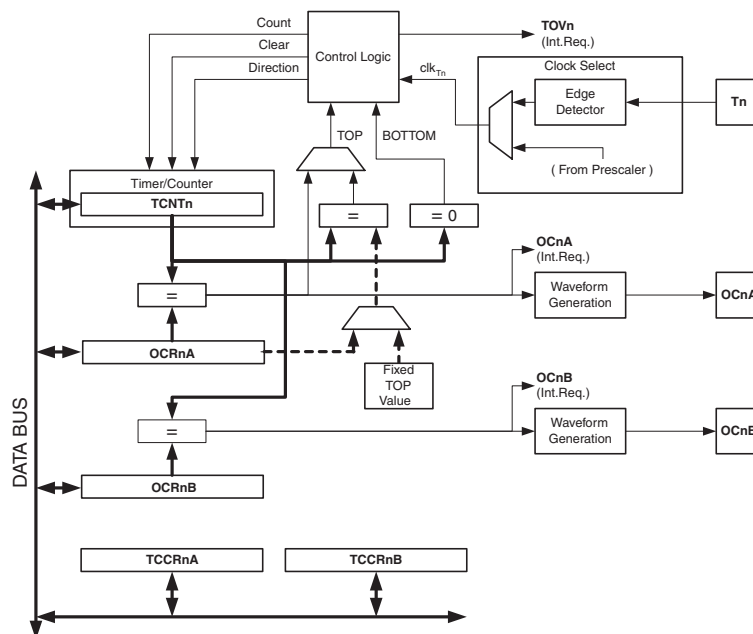 Count
Clear
Direction
Control Logic
TOVn
(Int.Req.)
clkTn
Clock Select
Edge
Detector
Tn
( From Prescaler )
TOP
BOTTOM
Timer/Counter
TCNTn
=
= 0
OCnA
(Int.Req.)
=
Waveform
Generation
OCnA
OCRnA
Fixed
TOP
Value
OCnB
(Int.Req.)
=
Waveform
Generation
OCnB
OCRnB
DATA BUS
TCCRnA
TCCRnB